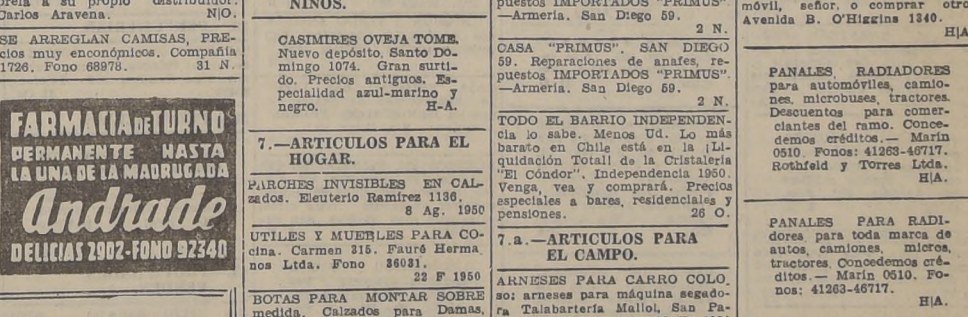 Carlos Aravena. N|O.
SE ARREGLAN CAMISAS, PRE-
cios muy enconómicos. Compañia
1726. Fono 68978. 31 N.
FARMACIA DE TURNO
PERMANENTE HASTA
LA UNA DE LA MADRUGADA
Andrade
DELICIAS 2902-FONO 92340
NIÑOS.
CASIMIRES OVEJA TOME.
Nuevo depósito, Santo Do-
mingo 1074. Gran surti-
do. Precios antiguos. Es-
pecialidad azul-marino y
negro. H-A.
7.—ARTICULOS PARA EL
HOGAR.
PARCHES INVISIBLES EN CAL-
zados. Eleuterio Ramírez 1136.
8 Ag. 1950
UTILES Y MUEBLES PARA CO-
cina. Carmen 315. Fauré Herma
nos Ltda. Fono 86031.
22 F 1950
BOTAS PARA MONTAR SOBRE
medida. Calzados para Damas,
puestos IMPORTADOS "PRIMUS".
—Armería. San Diego 59.
2 N.
CASA "PRIMUS". SAN DIEGO
59. Reparaciones de anafes, re-
puestos IMPORTADOS "PRIMUS".
—Armería. San Diego 59.
2 N.
TODO EL BARRIO INDEPENDEN-
cia lo sabe. Menos Ud. Lo más
barato en Chile está en la ¡Li-
quidación Total! de la Cristalería
"El Cóndor". Independencia 1950.
Venga, vea y comprará. Precios
especiales a bares, residenciales y
pensiones. 26 O.
7.a.—ARTICULOS PARA
EL CAMPO.
ARNESES PARA CARRO COLO
so; arneses para máquina segado-
ra Talabartería Mallol, San Pa-
móvil, señor, o comprar otro
Avenida B. O'Higgins 1340.
H|A
PANALES, RADIADORES
para automóviles, camio-
nes, microbuses, tractores.
Descuentos para comer-
ciantes del ramo. Conce-
demos créditos.— Marín
0510. Fonos: 41263-46717.
Rothfeld y Torres Ltda.
H|A.
PANALES PARA RADI-
dores para toda marca de
autos, camiones, micros,
tractores. Concedemos cré-
ditos.— Marín 0510. Fo-
nos: 41263-46717.
H|A.